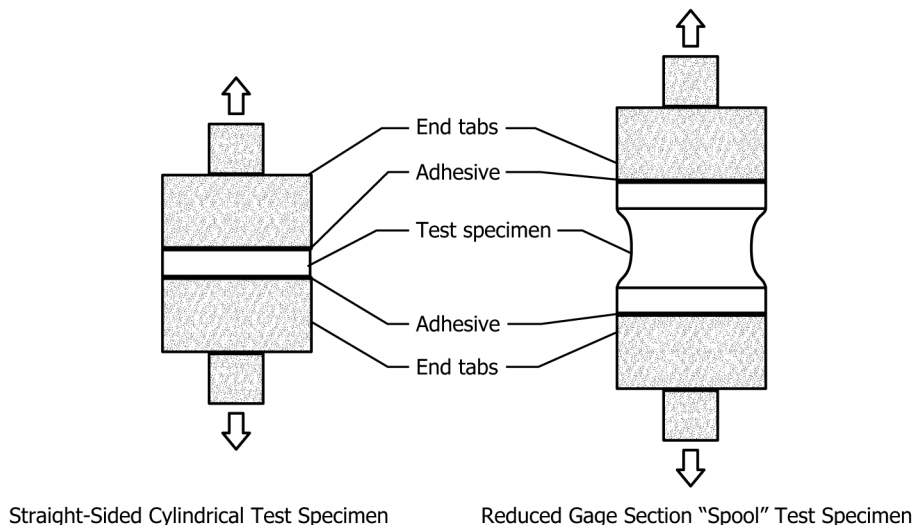 End tabs
Adhesive
Test specimen
Adhesive
End tabs
Straight-Sided Cylindrical Test Specimen
Reduced Gage Section “Spool” Test Specimen